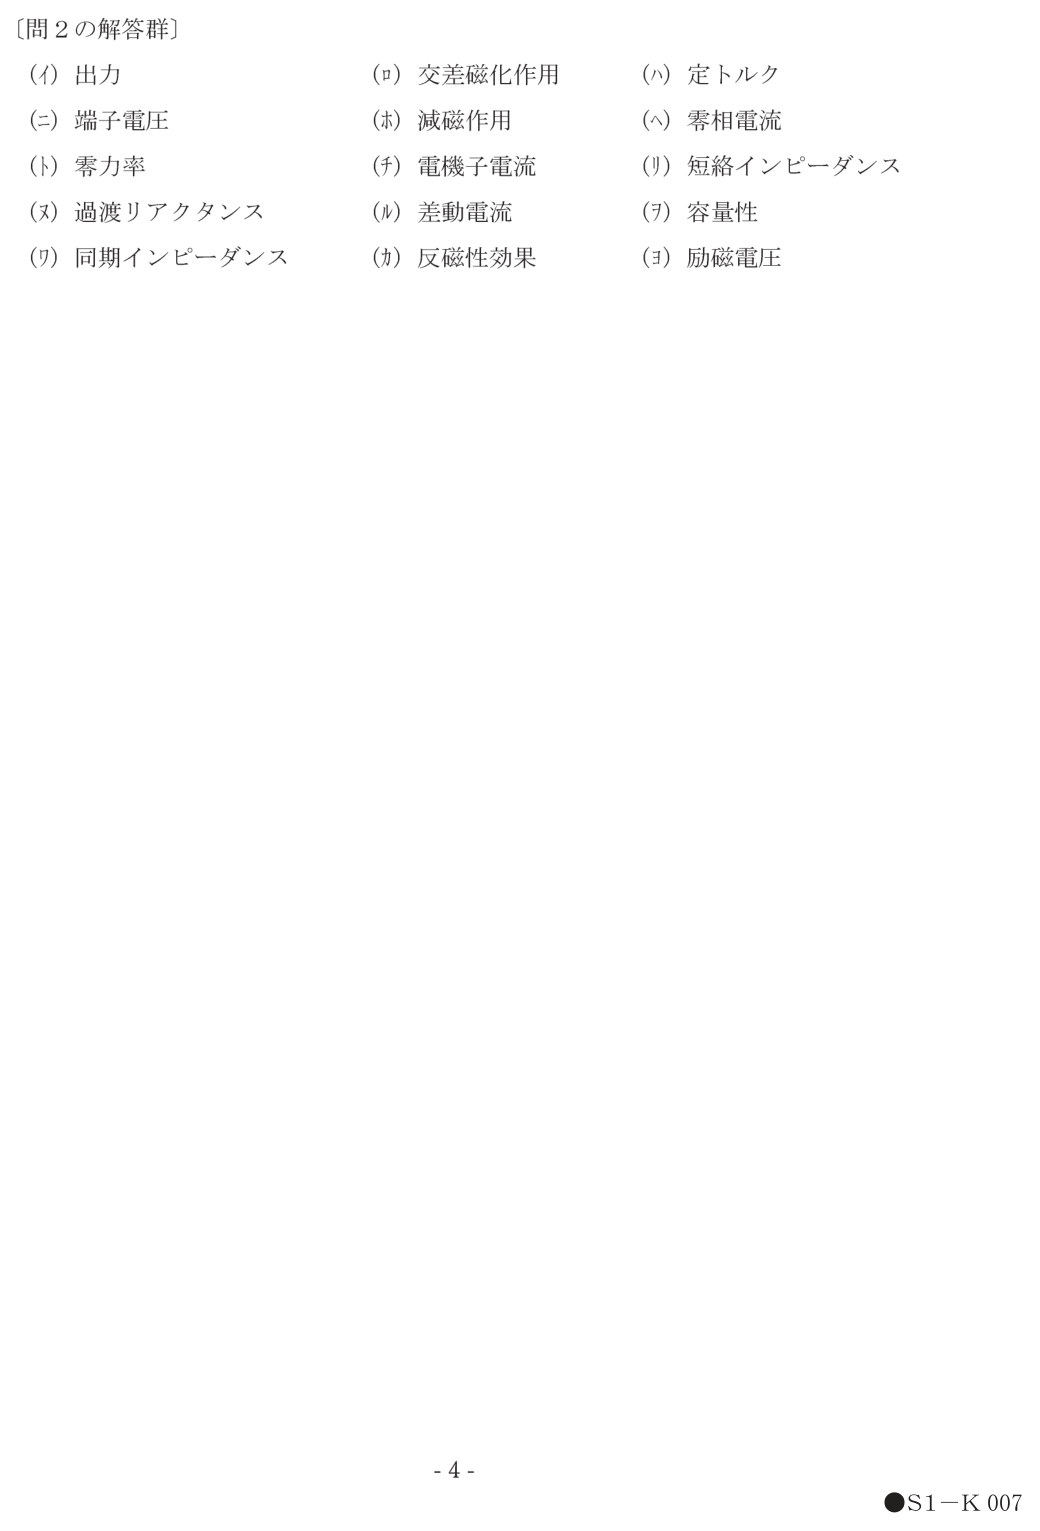 〔問２の解答群〕
(ｲ) 出力 (ﾛ) 交差磁化作用 (ﾊ) 定トルク
(ﾆ) 端子電圧 (ﾎ) 減磁作用 (ﾍ) 零相電流
(ﾄ) 零力率 (ﾁ) 電機子電流 (ﾘ) 短絡インピーダンス
(ﾇ) 過渡リアクタンス (ﾙ) 差動電流 (ｦ) 容量性
(ﾜ) 同期インピーダンス (ｶ) 反磁性効果 (ﾖ) 励磁電圧
- 4 -
●S1－K 007